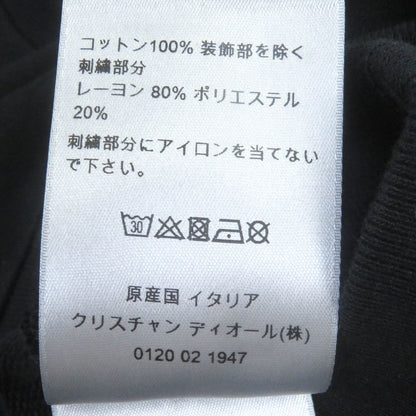 コットン100% 装飾部を除く
刺繍部分
レーヨン 80% ポリエステル
20%
刺繍部分にアイロンを当てない
で下さい。
30
原産国 イタリア
クリスチャン ディオール(株)
0120 02 1947